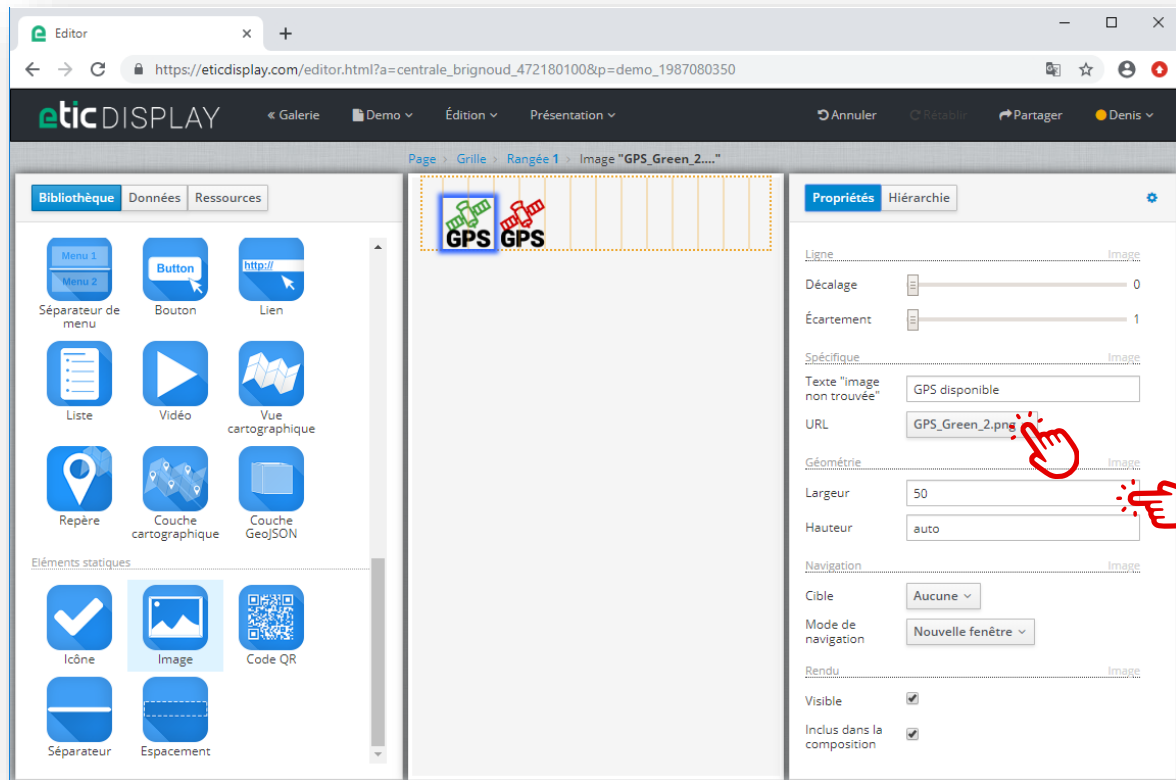 Editor
https://eticdisplay.com/editor.html?a=centrale_brignoud_472180100&p=demo_1987080350
eticDISPLAY
« Galerie
Demo
Édition
Présentation
Annuler
Rétablir
Partager
Denis
Page > Grille > Rangée 1 > Image "GPS_Green_2...."
Bibliothèque
Données
Ressources
Menu 1
Menu 2
Séparateur de
menu
Button
Bouton
http://
Lien
Liste
Vidéo
Vue
cartographique
Repère
Couche
cartographique
Couche
GeoJSON
Eléments statiques
Icône
Image
Code QR
Séparateur
Espacement
GPS
GPS
Propriétés
Hiérarchie
Ligne Image
Décalage 0
Écartement 1
Spécifique Image
Texte "image
non trouvée"
GPS disponible
URL GPS_Green_2.png
Géométrie Image
Largeur 50
Hauteur auto
Navigation Image
Cible Aucune
Mode de
navigation
Nouvelle fenêtre
Rendu Image
Visible
Inclus dans la
composition